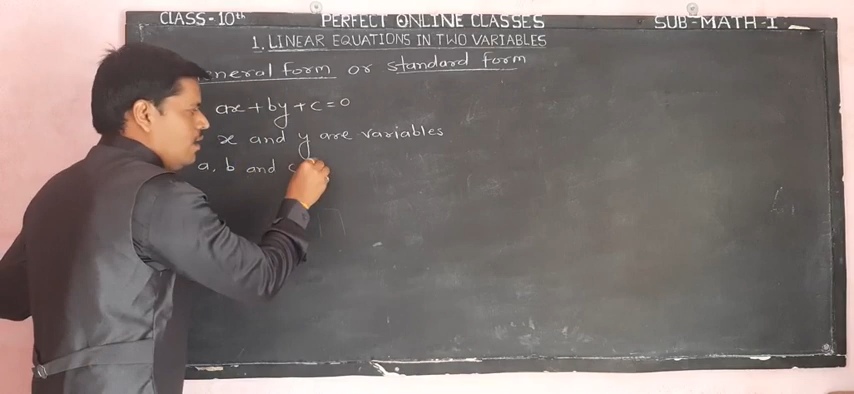 CLASS-10th PERFECT ONLINE CLASSES SUB-MATH-I
1. LINEAR EQUATIONS IN TWO VARIABLES
General form or standard form
ax+by+c=0
x and y are variables
a, b and c